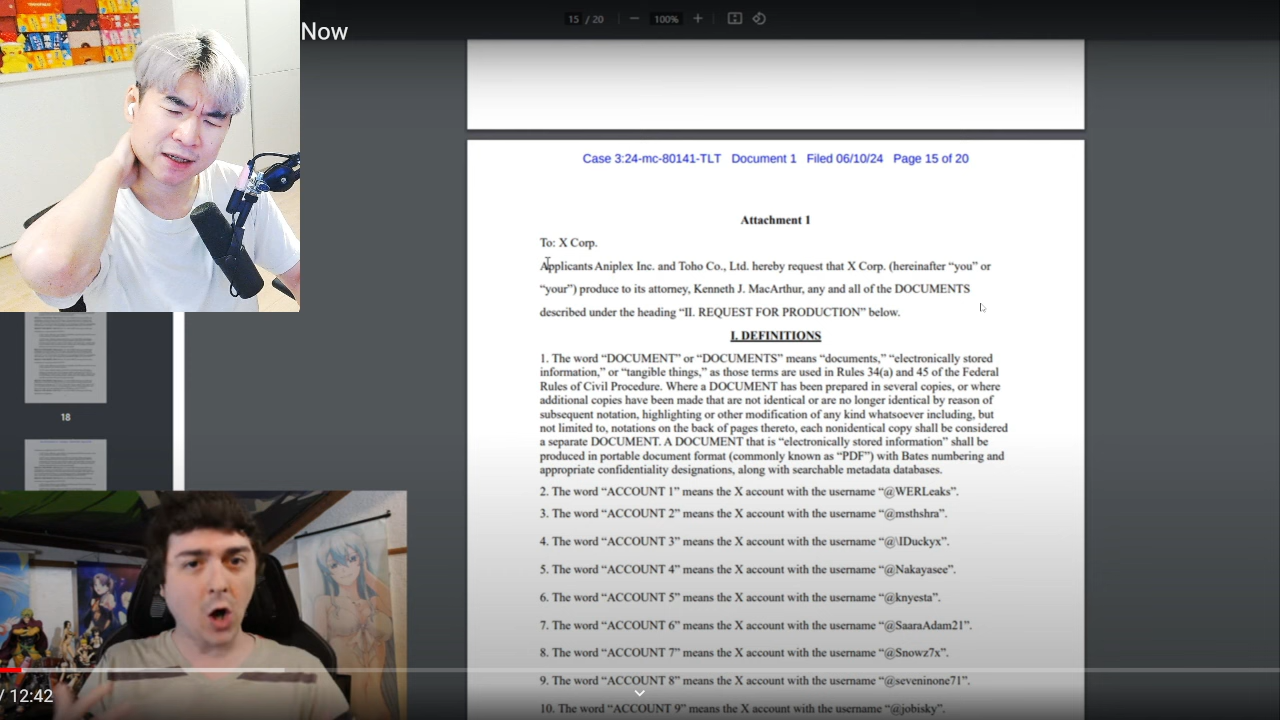 Now
15 / 20
100%
Case 3:24-mc-80141-TLT Document 1 Filed 06/10/24 Page 15 of 20
Attachment 1
To: X Corp.
Applicants Aniplex Inc. and Toho Co., Ltd. hereby request that X Corp. (hereinafter “you” or
“your”) produce to its attorney, Kenneth J. MacArthur, any and all of the DOCUMENTS
described under the heading “II. REQUEST FOR PRODUCTION” below.
I. DEFINITIONS
1. The word “DOCUMENT” or “DOCUMENTS” means “documents,” “electronically stored
information,” or “tangible things,” as those terms are used in Rules 34(a) and 45 of the Federal
Rules of Civil Procedure. Where a DOCUMENT has been prepared in several copies, or where
additional copies have been made that are not identical or are no longer identical by reason of
subsequent notation, highlighting or other modification of any kind whatsoever including, but
not limited to, notations on the back of pages thereto, each nonidentical copy shall be considered
a separate DOCUMENT. A DOCUMENT that is “electronically stored information” shall be
produced in portable document format (commonly known as “PDF”) with Bates numbering and
appropriate confidentiality designations, along with searchable metadata databases.
2. The word “ACCOUNT 1” means the X account with the username “@WERLeaks”.
3. The word “ACCOUNT 2” means the X account with the username “@msthshra”.
4. The word “ACCOUNT 3” means the X account with the username “@\IDuckyx”.
5. The word “ACCOUNT 4” means the X account with the username “@Nakayasee”.
6. The word “ACCOUNT 5” means the X account with the username “@knyesta”.
7. The word “ACCOUNT 6” means the X account with the username “@SaaraAdam21”.
8. The word “ACCOUNT 7” means the X account with the username “@Snowz7x”.
9. The word “ACCOUNT 8” means the X account with the username “@seveninone71”.
10. The word “ACCOUNT 9” means the X account with the username “@jobisky”.
18
/ 12:42